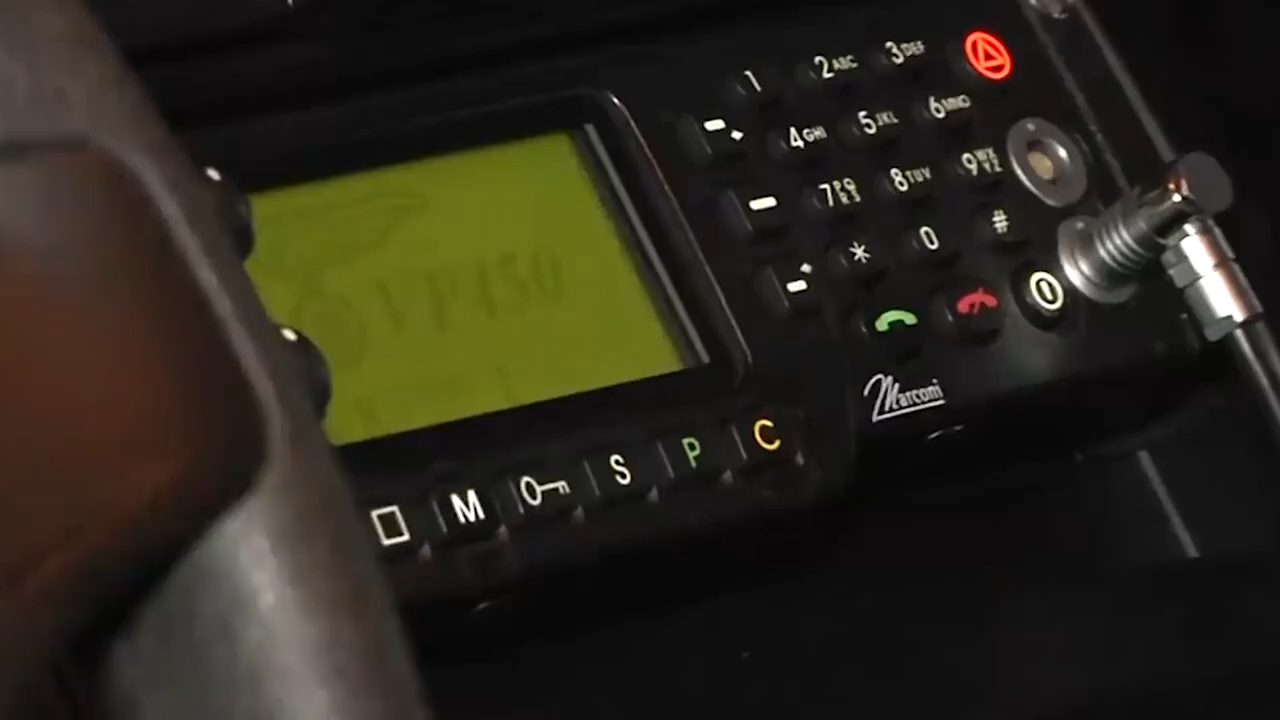 1 2ABC 3DEF
4GHI 5JKL 6MNO
7PQRS 8TUV 9WXYZ
* 0 #
VP450
Marconi
M S P C